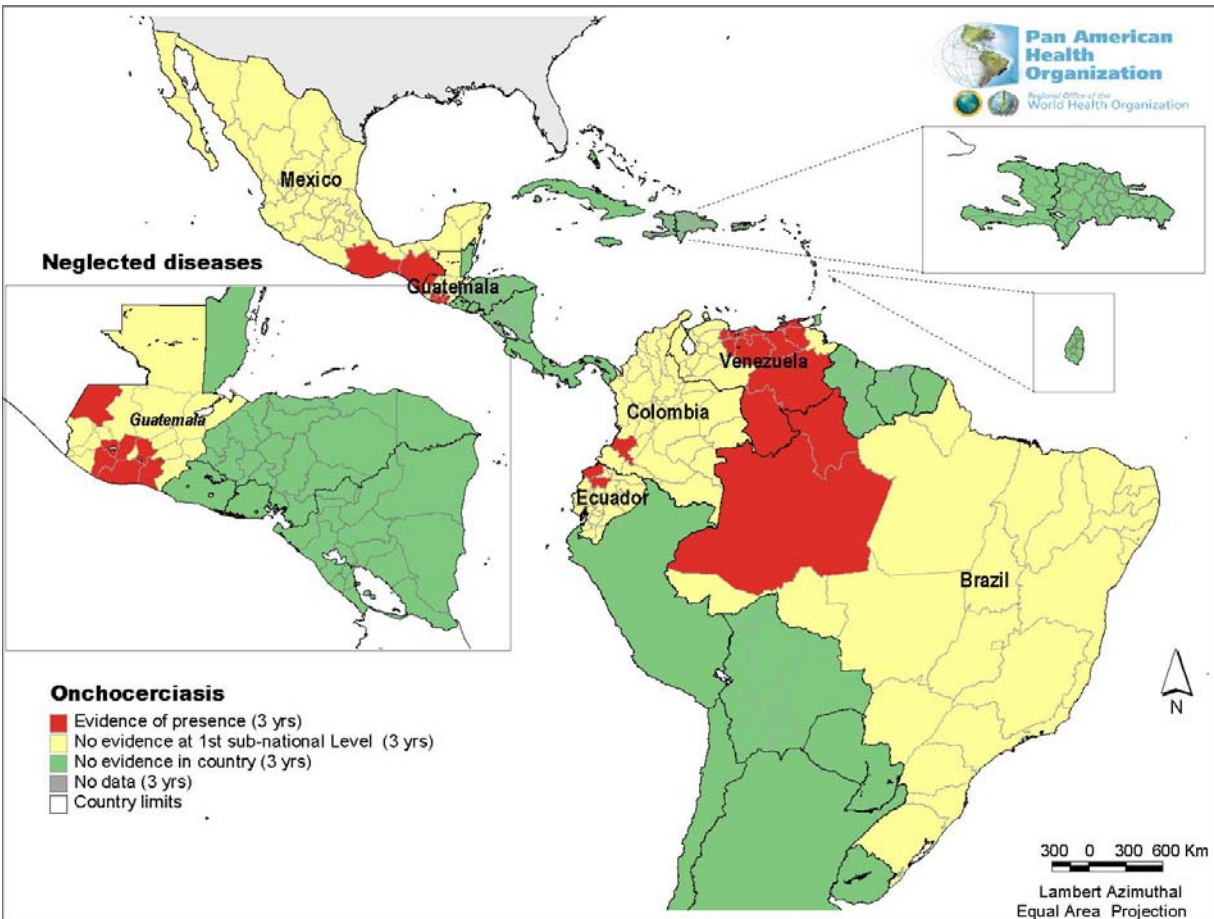 Pan American
Health
Organization
Regional Office of the
World Health Organization
Mexico
Neglected diseases
Guatemala
Venezuela
Colombia
Guatemala
Ecuador
Brazil
Onchocerciasis
Evidence of presence (3 yrs)
No evidence at 1st sub-national Level (3 yrs)
No evidence in country (3 yrs)
No data (3 yrs)
Country limits
N
300 0 300 600 Km
Lambert Azimuthal
Equal Area Projection